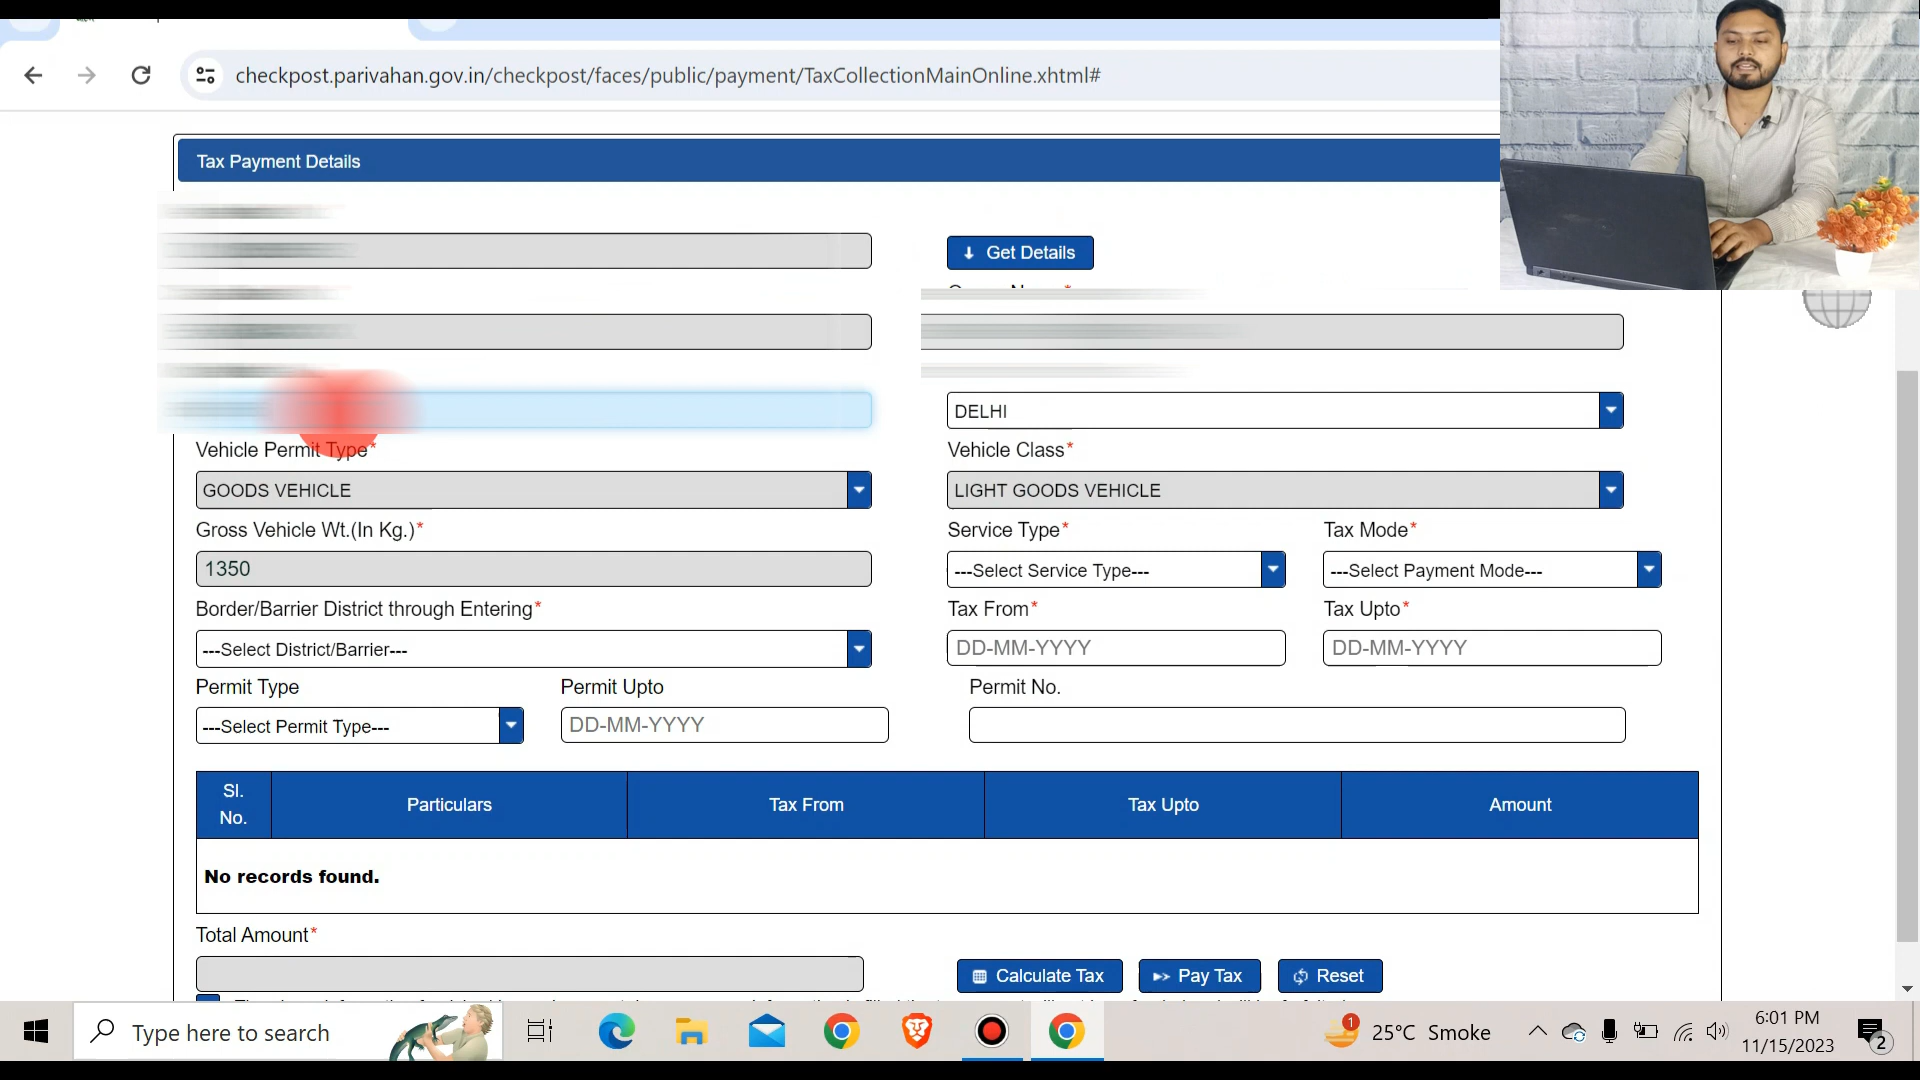 checkpost.parivahan.gov.in/checkpost/faces/public/payment/TaxCollectionMainOnline.xhtml#
Tax Payment Details
Get Details
DELHI
Vehicle Permit Type*
Vehicle Class*
GOODS VEHICLE
LIGHT GOODS VEHICLE
Gross Vehicle Wt.(In Kg.)*
Service Type*
Tax Mode*
1350
---Select Service Type---
---Select Payment Mode---
Border/Barrier District through Entering*
Tax From*
Tax Upto*
---Select District/Barrier---
DD-MM-YYYY
DD-MM-YYYY
Permit Type
Permit Upto
Permit No.
---Select Permit Type---
DD-MM-YYYY
Sl. No.
Particulars
Tax From
Tax Upto
Amount
No records found.
Total Amount*
Calculate Tax
Pay Tax
Reset
Type here to search
1
25°C Smoke
6:01 PM
11/15/2023
2